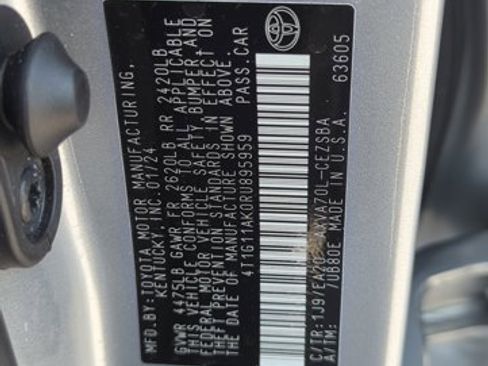 MFD.BY:TOYOTA MOTOR MANUFACTURING,
KENTUCKY, INC. 01/24
GVWR 4475LB GAWR FR 2620LB RR 2420LB
THIS VEHICLE CONFORMS TO ALL APPLICABLE
FEDERAL MOTOR VEHICLE SAFETY, BUMPER AND
THEFT PREVENTION STANDARDS IN EFFECT ON
THE DATE OF MANUFACTURE SHOWN ABOVE.
4T1G11AK0RU895959 PASS.CAR
C/TR:1J9/EA20 AXVA70L-CEZSBA
A/TM: /UB80E MADE IN U.S.A. 63605